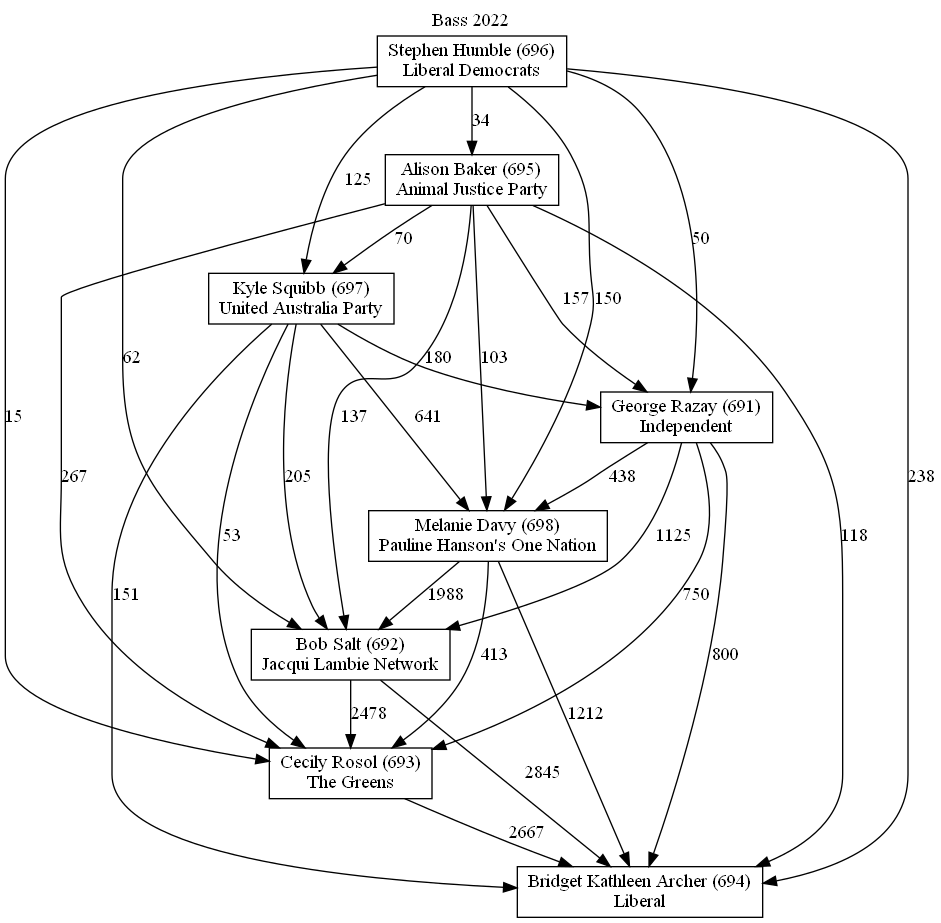 Bass 2022
Stephen Humble (696)
Liberal Democrats
34
Alison Baker (695)
Animal Justice Party
125
70
50
Kyle Squibb (697)
United Australia Party
157
150
62
180
103
15
137
641
George Razay (691)
Independent
267
205
438
238
Melanie Davy (698)
Pauline Hanson's One Nation
53
1125
118
151
1988
750
Bob Salt (692)
Jacqui Lambie Network
413
800
2478
1212
Cecily Rosol (693)
The Greens
2845
2667
Bridget Kathleen Archer (694)
Liberal